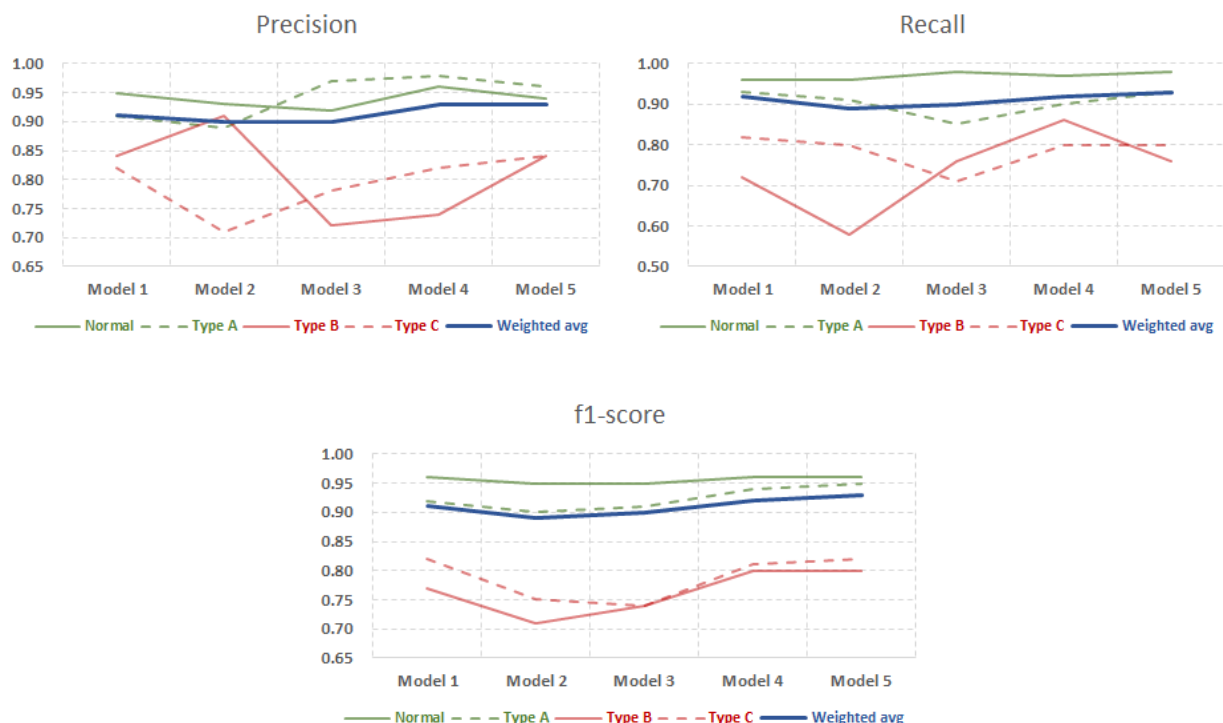 Precision
1.00
0.95
0.90
0.85
0.80
0.75
0.70
0.65
Model 1 Model 2 Model 3 Model 4 Model 5
Normal Type A Type B Type C Weighted avg
Recall
1.00
0.90
0.80
0.70
0.60
0.50
Model 1 Model 2 Model 3 Model 4 Model 5
Normal Type A Type B Type C Weighted avg
f1-score
1.00
0.95
0.90
0.85
0.80
0.75
0.70
0.65
Model 1 Model 2 Model 3 Model 4 Model 5
Normal Type A Type B Type C Weighted avg